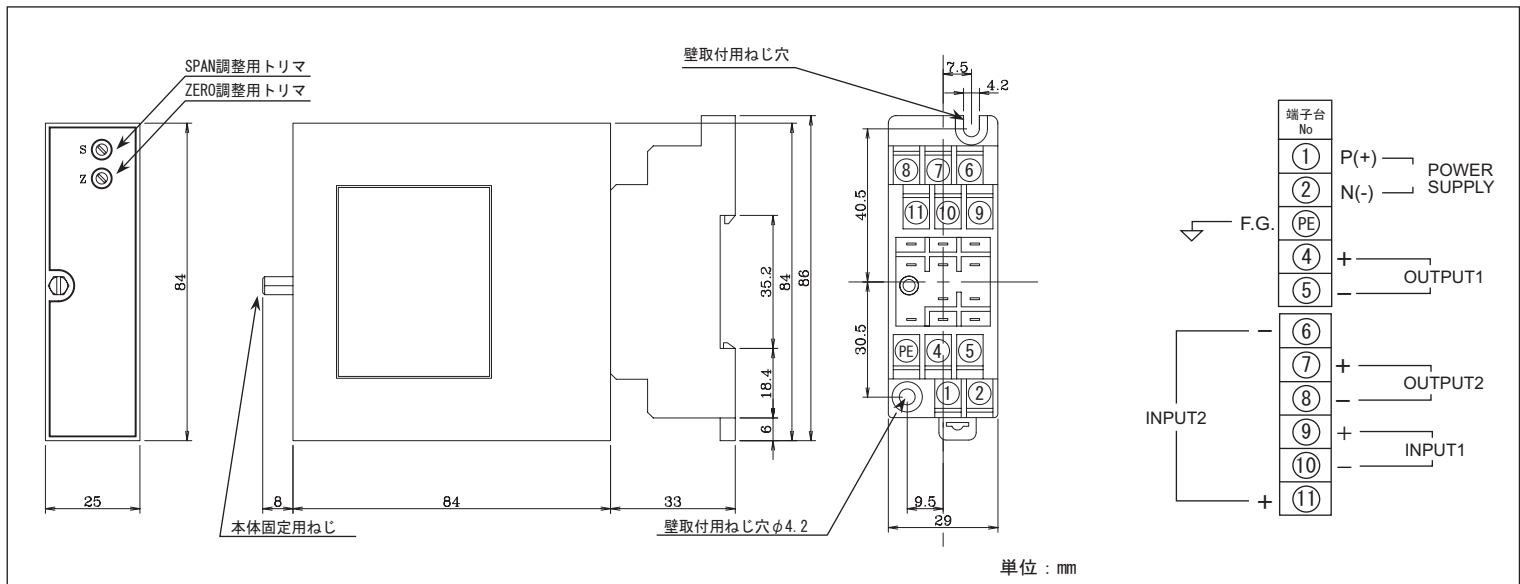 SPAN調整用トリマ
ZERO調整用トリマ
S
Z
84
25
8
84
33
本体固定用ねじ
35.2
84
86
18.4
6
壁取付用ねじ穴
7.5
4.2
40.5
30.5
⑧ ⑦ ⑥
⑪ ⑩ ⑨
PE ④ ⑤
① ②
9.5
29
壁取付用ねじ穴φ4.2
単位：mm
端子台
No
① P(+)
② N(-)
POWER
SUPPLY
F.G. PE
④ +
⑤ -
OUTPUT1
- ⑥
⑦ +
⑧ -
OUTPUT2
INPUT2
⑨ +
⑩ -
INPUT1
+ ⑪